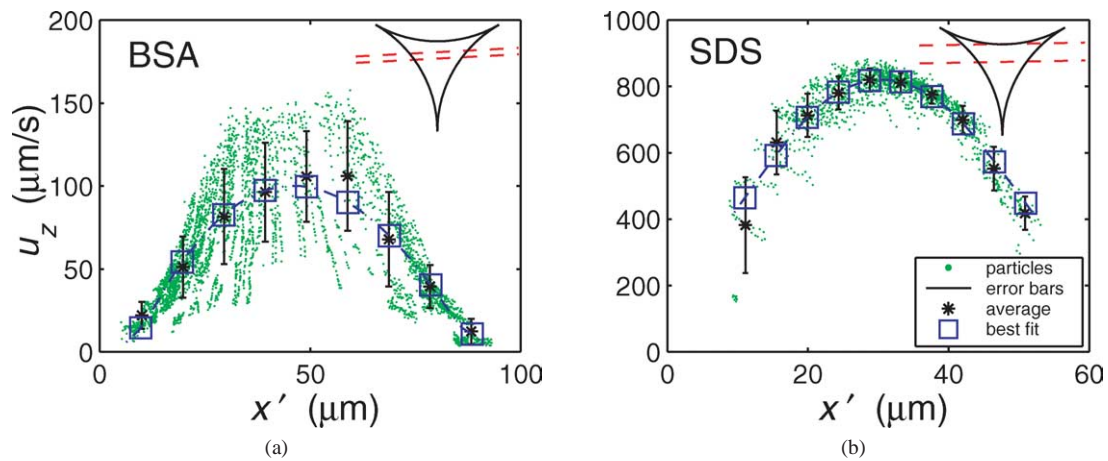 200
150
100
50
0
0
50
100
BSA
u_z (μm/s)
x′ (μm)
(a)
1000
800
600
400
200
0
0
20
40
60
SDS
particles
error bars
average
best fit
x′ (μm)
(b)